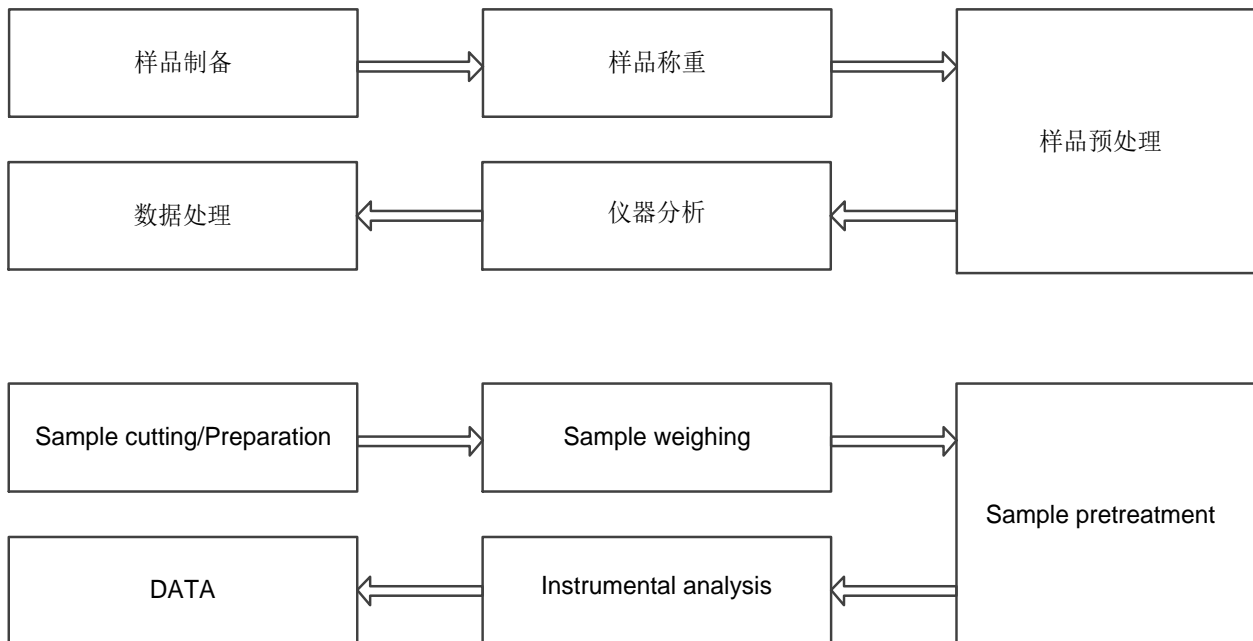 样品制备
样品称重
样品预处理
数据处理
仪器分析
Sample cutting/Preparation
Sample weighing
Sample pretreatment
DATA
Instrumental analysis